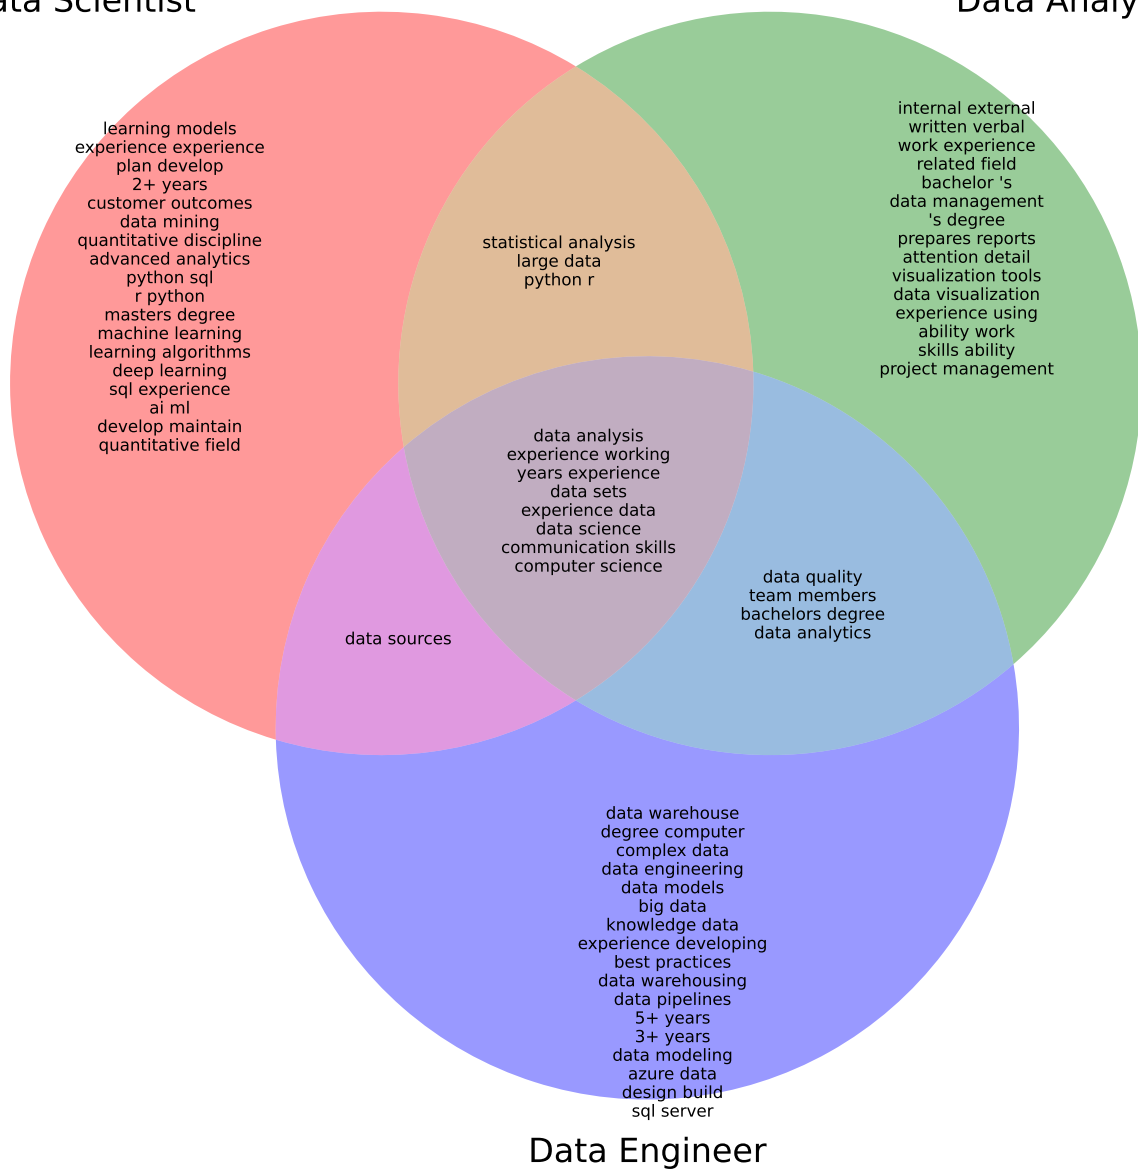 ata Scientist
Data Analy
learning models
experience experience
plan develop
2+ years
customer outcomes
data mining
quantitative discipline
advanced analytics
python sql
r python
masters degree
machine learning
learning algorithms
deep learning
sql experience
ai ml
develop maintain
quantitative field
statistical analysis
large data
python r
internal external
written verbal
work experience
related field
bachelor 's
data management
's degree
prepares reports
attention detail
visualization tools
data visualization
experience using
ability work
skills ability
project management
data analysis
experience working
years experience
data sets
experience data
data science
communication skills
computer science
data sources
data quality
team members
bachelors degree
data analytics
data warehouse
degree computer
complex data
data engineering
data models
big data
knowledge data
experience developing
best practices
data warehousing
data pipelines
5+ years
3+ years
data modeling
azure data
design build
sql server
Data Engineer